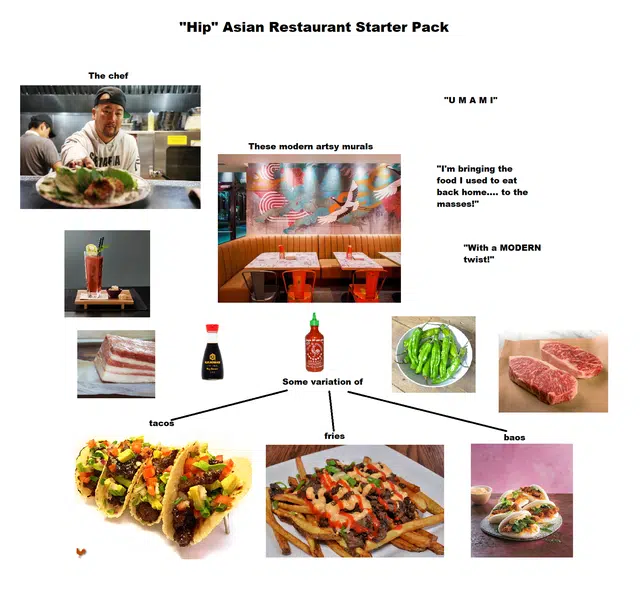 "Hip" Asian Restaurant Starter Pack
The chef
"U M A M I"
These modern artsy murals
"I'm bringing the
food I used to eat
back home.... to the
masses!"
"With a MODERN
twist!"
Some variation of
tacos
fries
baos